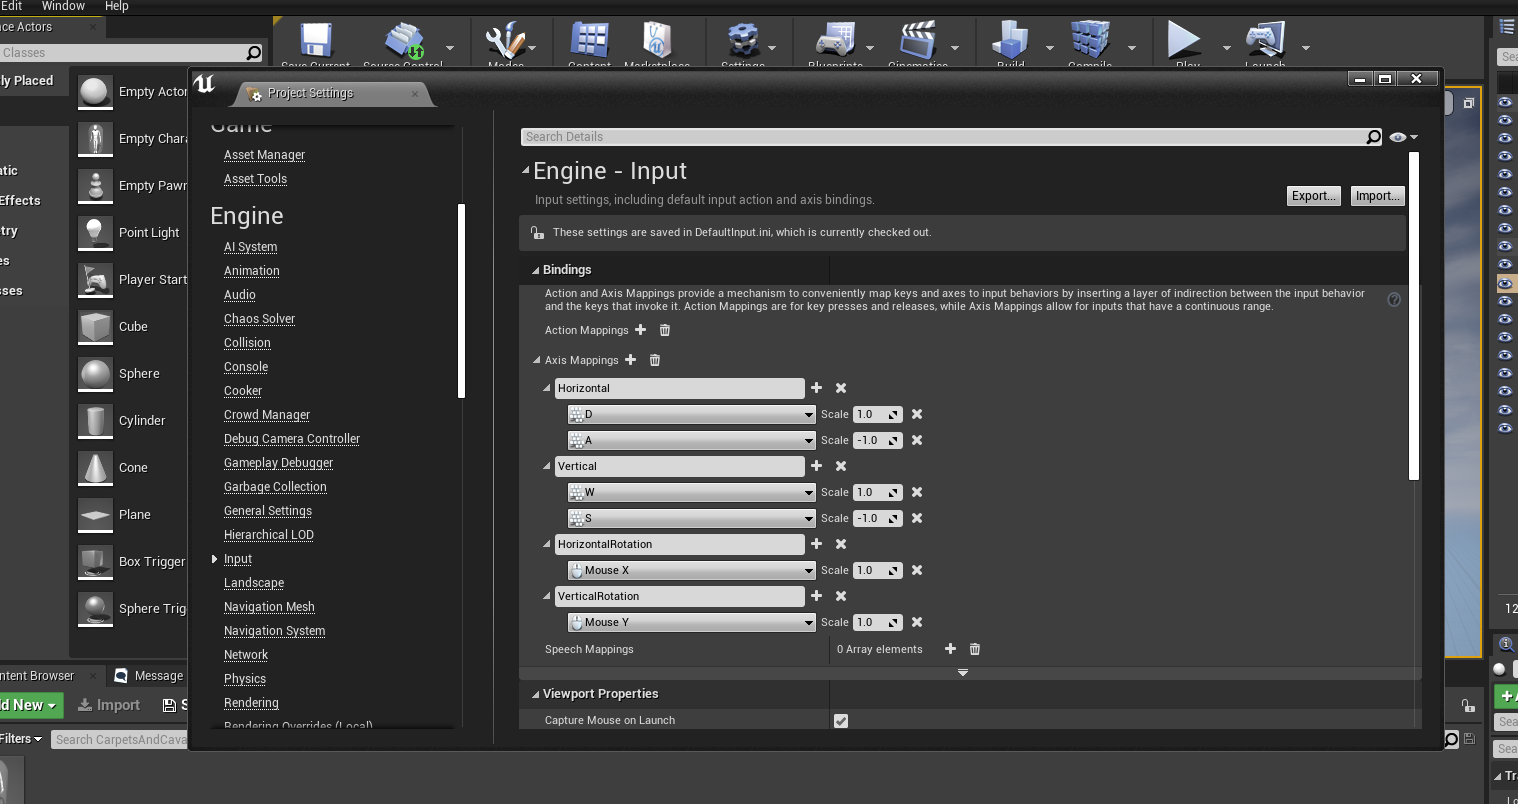 Edit Window Help
ce Actors
Classes
ly Placed
tic
Effects
try
es
sses
Empty Actor
Empty Chara
Empty Pawn
Point Light
Player Start
Cube
Sphere
Cylinder
Cone
Plane
Box Trigger
Sphere Trig
Save Current Source Control Modes Content Marketplace Settings Blueprints Cinematics Build Compile Play Launch
Project Settings
Game
Asset Manager
Asset Tools
Engine
AI System
Animation
Audio
Chaos Solver
Collision
Console
Cooker
Crowd Manager
Debug Camera Controller
Gameplay Debugger
Garbage Collection
General Settings
Hierarchical LOD
Input
Landscape
Navigation Mesh
Navigation System
Network
Physics
Rendering
Rendering Overrides (Local)
Search Details
Engine - Input
Input settings, including default input action and axis bindings.
Export... Import...
These settings are saved in DefaultInput.ini, which is currently checked out.
Bindings
Action and Axis Mappings provide a mechanism to conveniently map keys and axes to input behaviors by inserting a layer of indirection between the input behavior
and the keys that invoke it. Action Mappings are for key presses and releases, while Axis Mappings allow for inputs that have a continuous range.
Action Mappings
Axis Mappings
Horizontal
D Scale 1.0
A Scale -1.0
Vertical
W Scale 1.0
S Scale -1.0
HorizontalRotation
Mouse X Scale 1.0
VerticalRotation
Mouse Y Scale 1.0
Speech Mappings 0 Array elements
Viewport Properties
Capture Mouse on Launch
ntent Browser Message
d New Import S
Filters Search CarpetsAndCava
Sea
12
+A
Sea
Sea
Tr